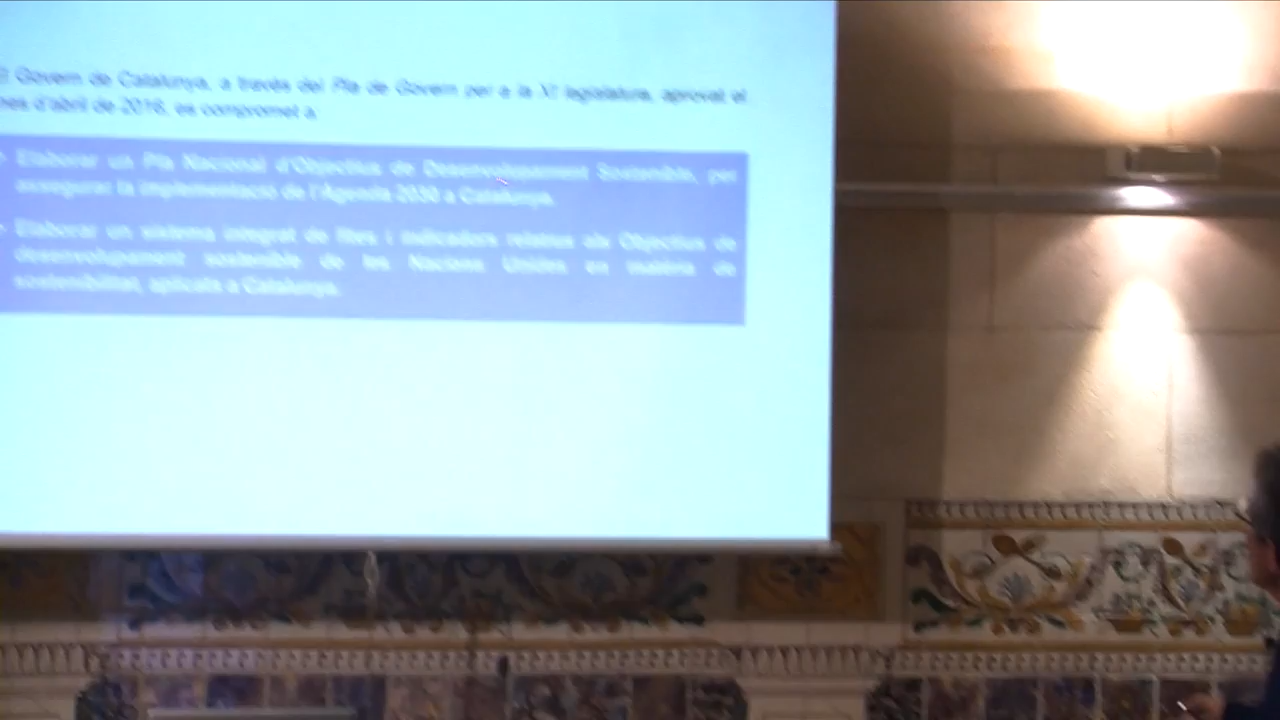 Govern de Catalunya, a través del Pla de Govern per a la XI legislatura, aprovat el
mes d'abril de 2016, es compromet a
Elaborar un Pla Nacional d'Objectius de Desenvolupament Sostenible, per
assegurar la implementació de l'Agenda 2030 a Catalunya.
Elaborar un sistema integrat de fites i indicadors relatius als Objectius de
desenvolupament sostenible de les Nacions Unides en matèria de
sostenibilitat, aplicats a Catalunya.